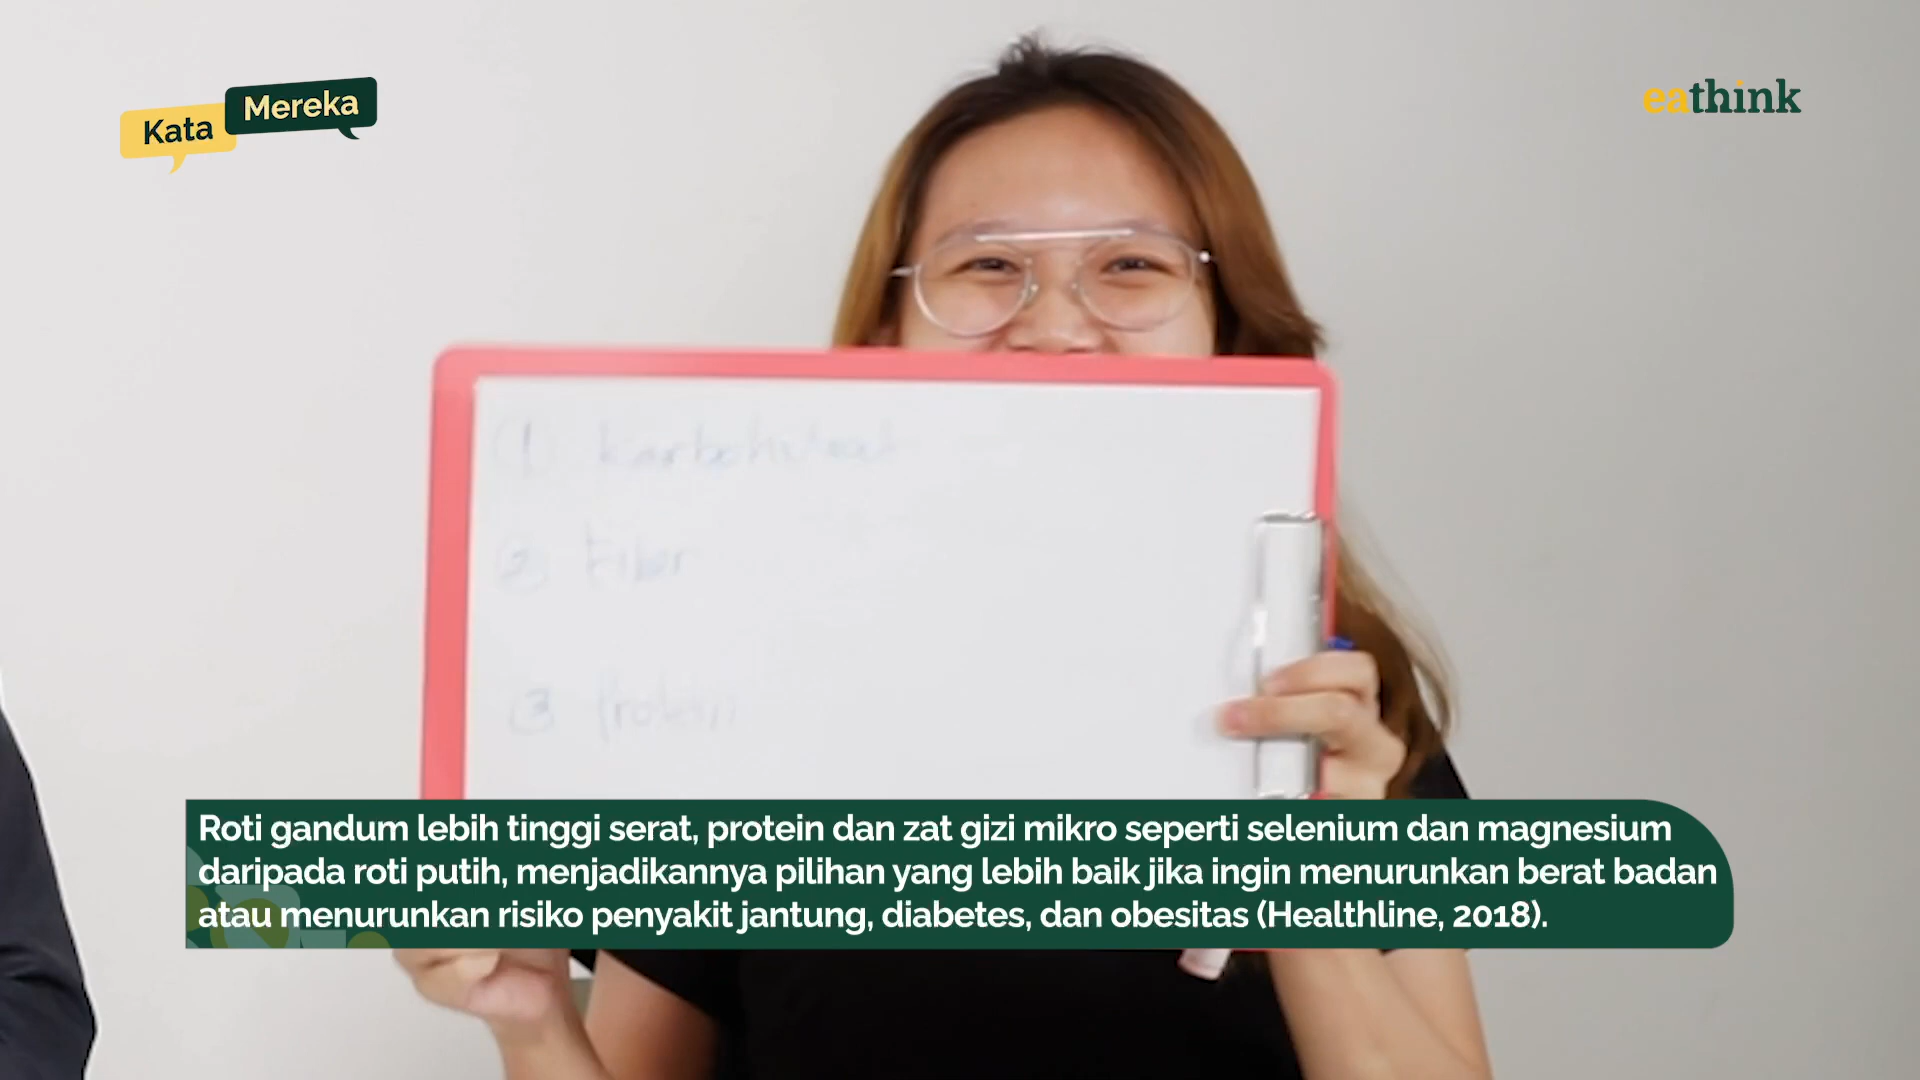 Kata Mereka
eathink
1 Karbohidrat
2 Fiber
3 Protein
Roti gandum lebih tinggi serat, protein dan zat gizi mikro seperti selenium dan magnesium
daripada roti putih, menjadikannya pilihan yang lebih baik jika ingin menurunkan berat badan
atau menurunkan risiko penyakit jantung, diabetes, dan obesitas (Healthline, 2018).